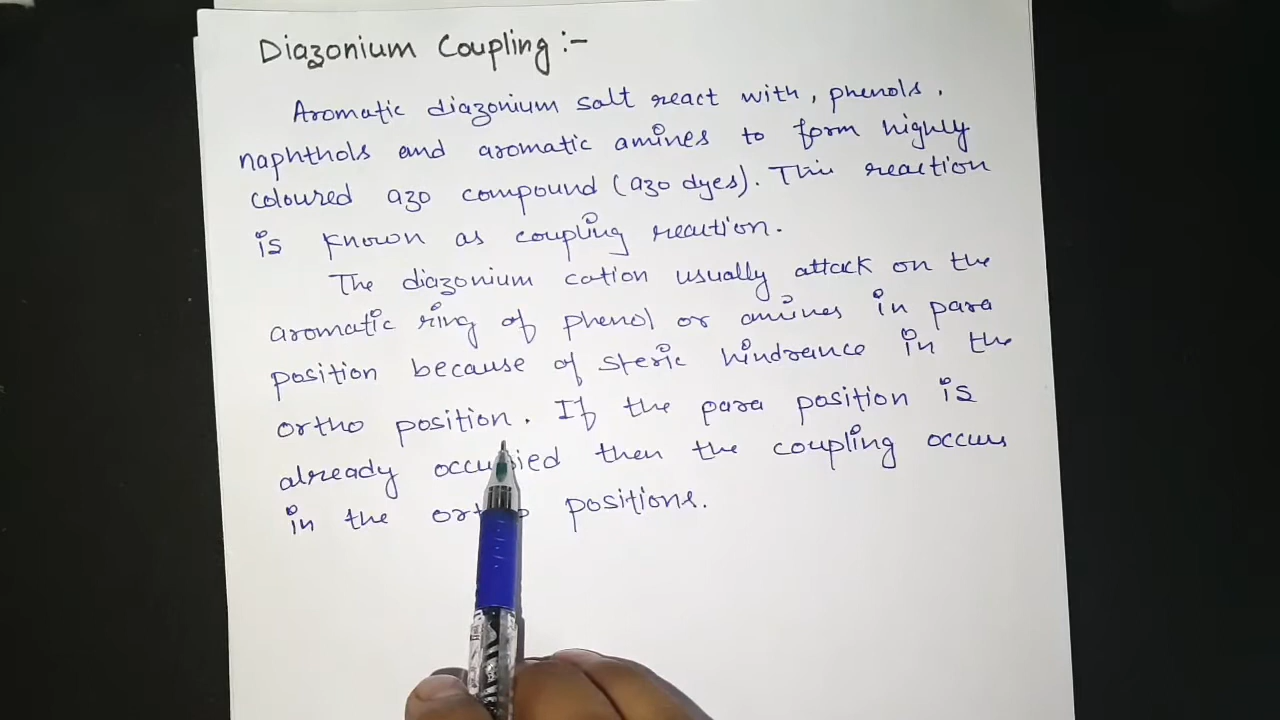 Diazonium Coupling :-
Aromatic diazonium salt react with, phenols,
naphthols and aromatic amines to form highly
coloured azo compound (azo dyes). This reaction
is known as coupling reaction.
The diazonium cation usually attack on the
aromatic ring of phenol or amines in para
position because of steric hindrance in the
ortho position. If the para position is
already occupied then the coupling occurs
in the ortho positions.